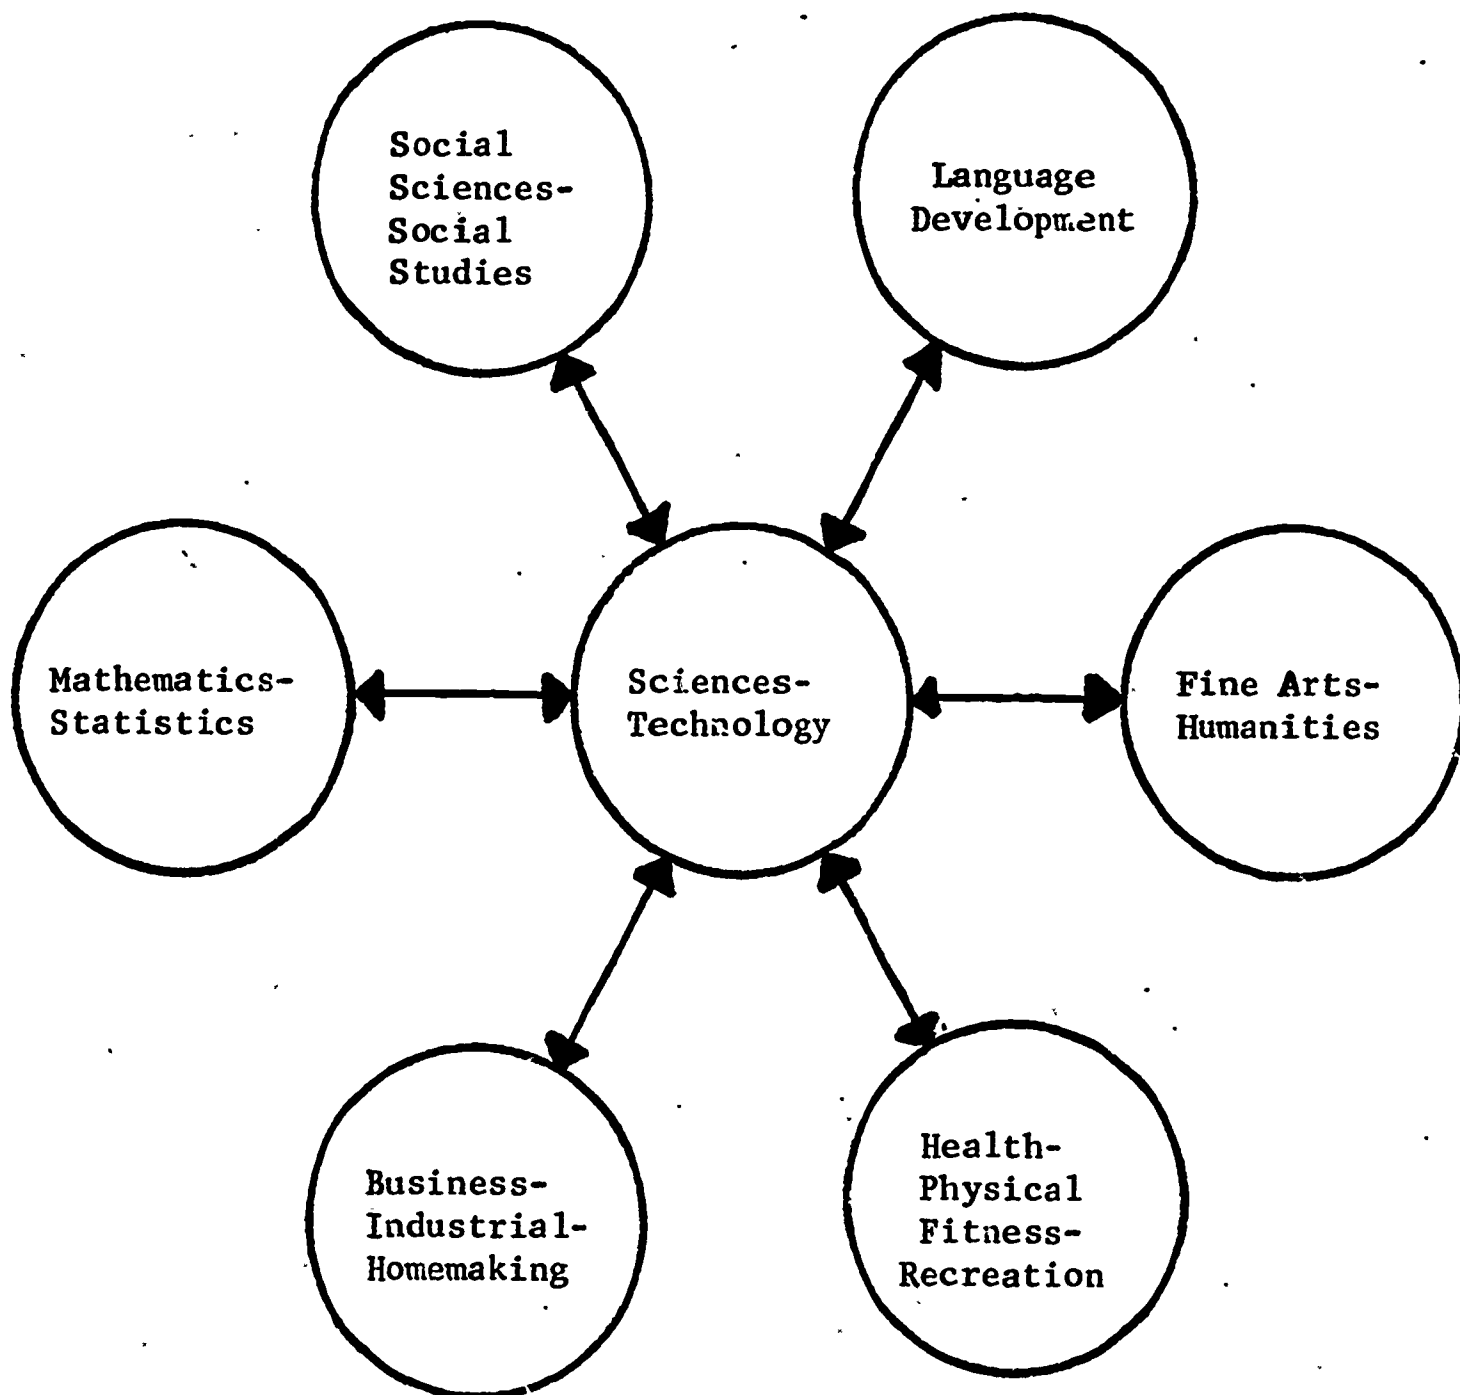 Social
Sciences-
Social
Studies
Language
Development
Mathematics-
Statistics
Sciences-
Technology
Fine Arts-
Humanities
Business-
Industrial-
Homemaking
Health-
Physical
Fitness-
Recreation